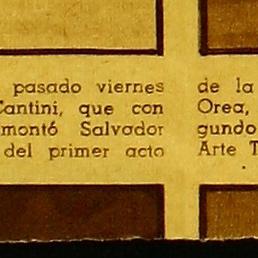 pasado viernes
Cantini, que con
montó Salvador
del primer acto
de la
Orea,
gundo
Arte